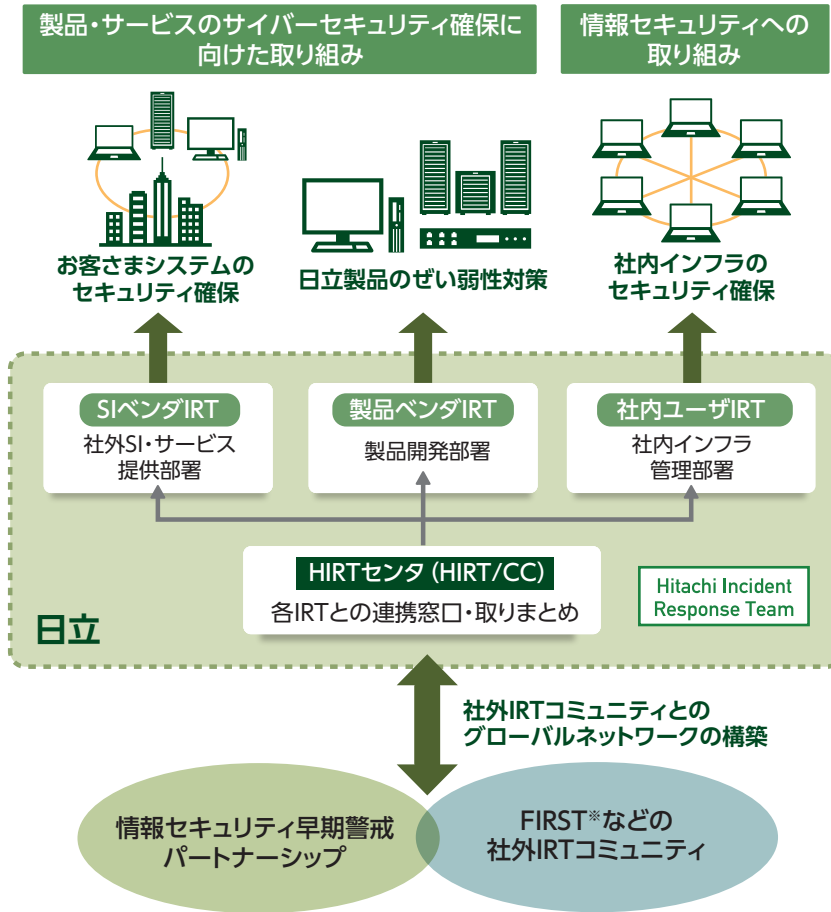 製品・サービスのサイバーセキュリティ確保に
向けた取り組み
情報セキュリティへの
取り組み
お客さまシステムの
セキュリティ確保
日立製品のぜい弱性対策
社内インフラの
セキュリティ確保
SIベンダIRT
社外SI・サービス
提供部署
製品ベンダIRT
製品開発部署
社内ユーザIRT
社内インフラ
管理部署
HIRTセンタ (HIRT/CC)
各IRTとの連携窓口・取りまとめ
Hitachi Incident
Response Team
日立
社外IRTコミュニティとの
グローバルネットワークの構築
情報セキュリティ早期警戒
パートナーシップ
FIRST※などの
社外IRTコミュニティ